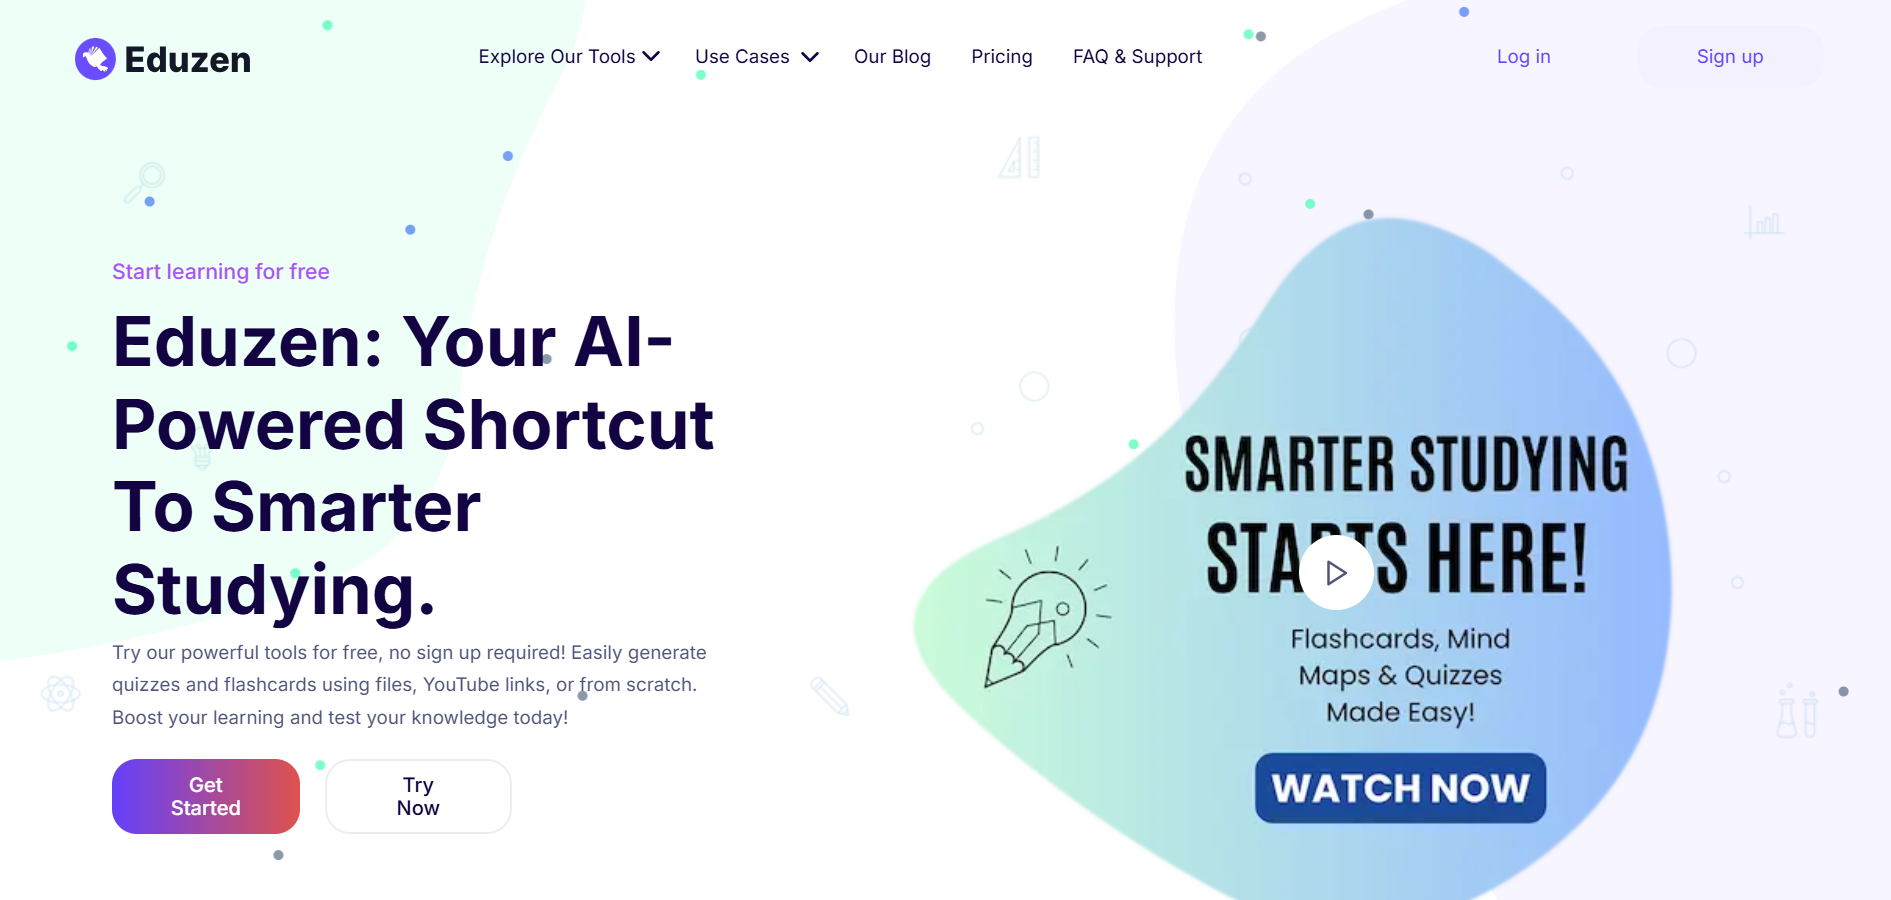 Eduzen
Explore Our Tools
Use Cases
Our Blog
Pricing
FAQ & Support
Log in
Sign up
Start learning for free
Eduzen: Your AI-
Powered Shortcut
To Smarter
Studying.
Try our powerful tools for free, no sign up required! Easily generate
quizzes and flashcards using files, YouTube links, or from scratch.
Boost your learning and test your knowledge today!
Get
Started
Try
Now
SMARTER STUDYING
STARTS HERE!
Flashcards, Mind
Maps & Quizzes
Made Easy!
WATCH NOW